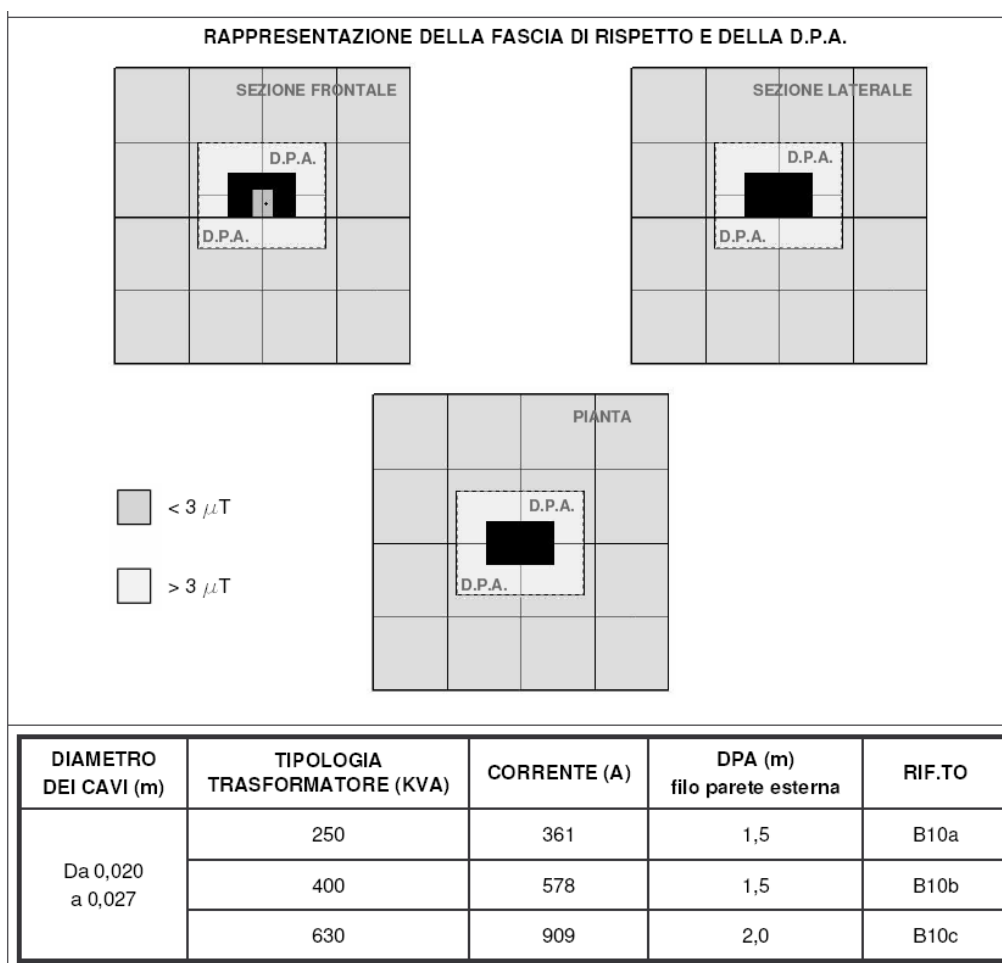 RAPPRESENTAZIONE DELLA FASCIA DI RISPETTO E DELLA D.P.A.
SEZIONE FRONTALE
D.P.A.
D.P.A.
SEZIONE LATERALE
D.P.A.
D.P.A.
PIANTA
D.P.A.
D.P.A.
< 3 μT
> 3 μT
DIAMETRO
DEI CAVI (m)
TIPOLOGIA
TRASFORMATORE (KVA)
CORRENTE (A)
DPA (m)
filo parete esterna
RIF.TO
Da 0,020
a 0,027
250 361 1,5 B10a
400 578 1,5 B10b
630 909 2,0 B10c